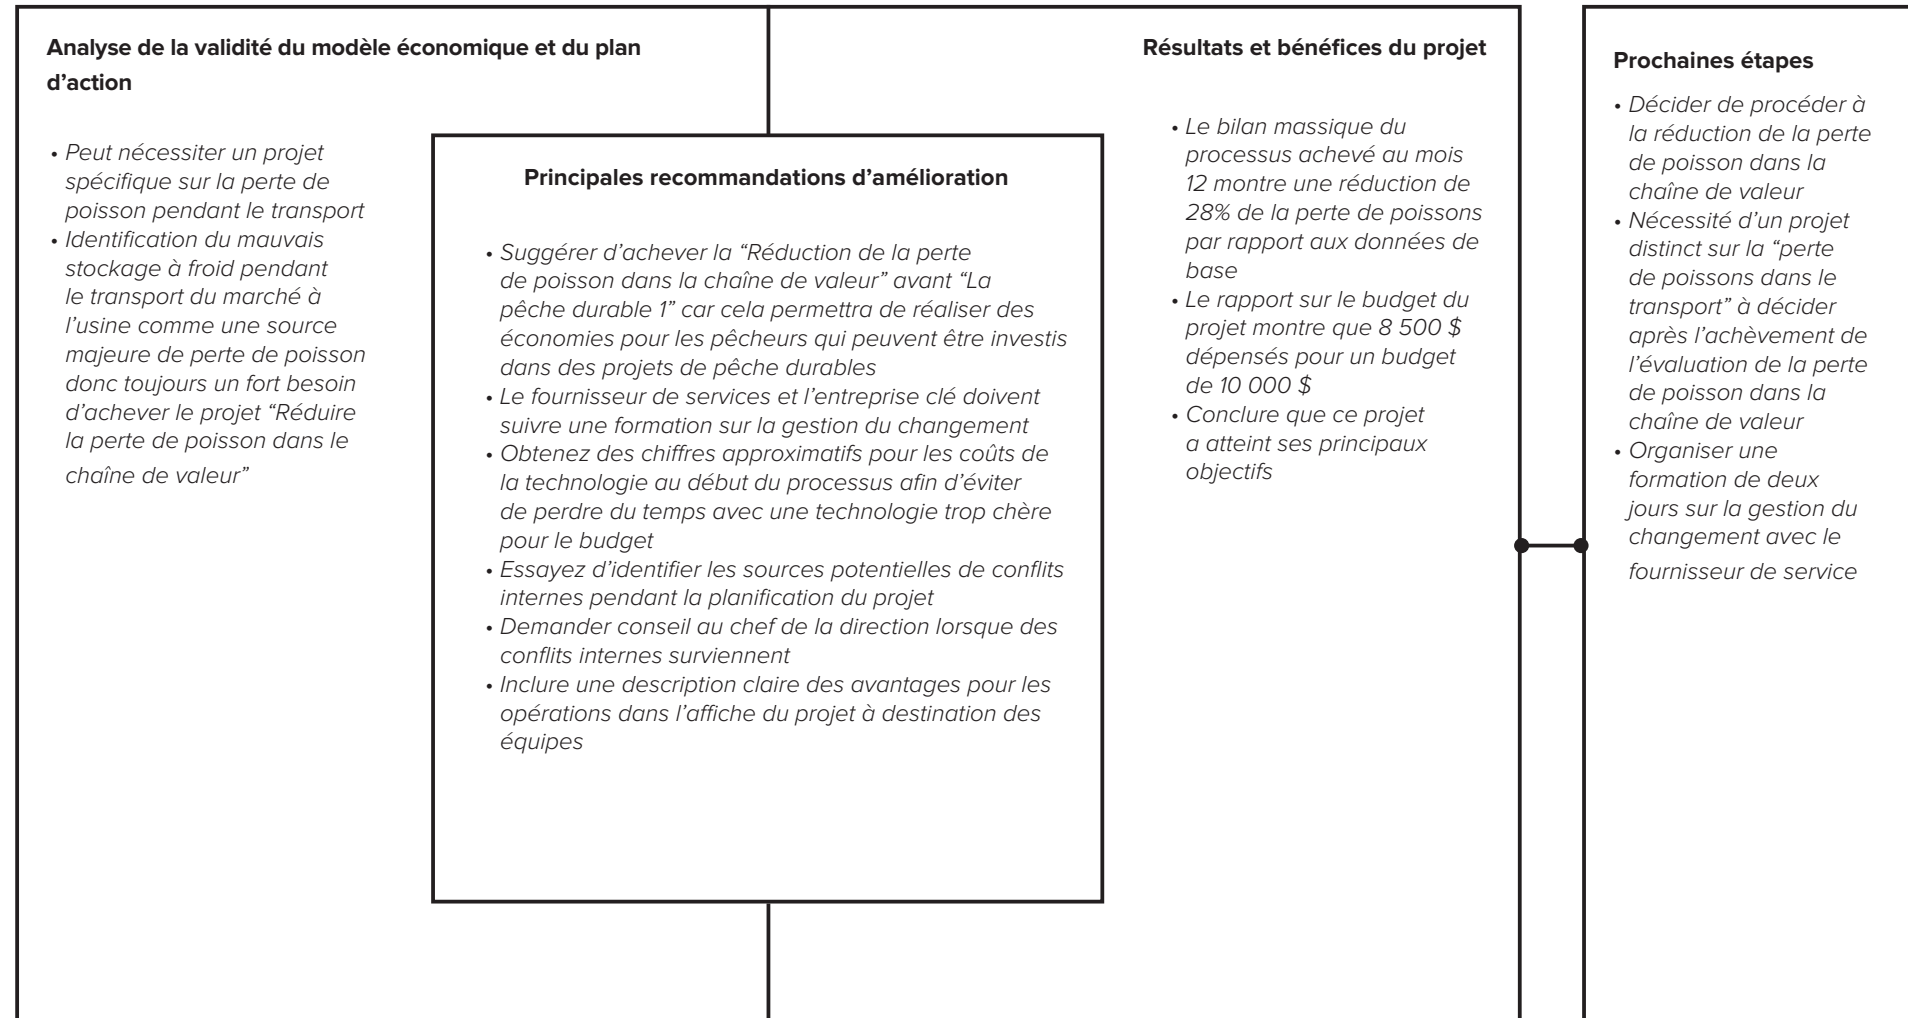 Analyse de la validité du modèle économique et du plan
d’action
• Peut nécessiter un projet
spécifique sur la perte de
poisson pendant le transport
• Identification du mauvais
stockage à froid pendant
le transport du marché à
l’usine comme une source
majeure de perte de poisson
donc toujours un fort besoin
d’achever le projet “Réduire
la perte de poisson dans le
chaîne de valeur”
Principales recommandations d’amélioration
• Suggérer d’achever la “Réduction de la perte
de poisson dans la chaîne de valeur” avant “La
pêche durable 1” car cela permettra de réaliser des
économies pour les pêcheurs qui peuvent être investis
dans des projets de pêche durables
• Le fournisseur de services et l’entreprise clé doivent
suivre une formation sur la gestion du changement
• Obtenez des chiffres approximatifs pour les coûts de
la technologie au début du processus afin d’éviter
de perdre du temps avec une technologie trop chère
pour le budget
• Essayez d’identifier les sources potentielles de conflits
internes pendant la planification du projet
• Demander conseil au chef de la direction lorsque des
conflits internes surviennent
• Inclure une description claire des avantages pour les
opérations dans l’affiche du projet à destination des
équipes
Résultats et bénéfices du projet
• Le bilan massique du
processus achevé au mois
12 montre une réduction de
28% de la perte de poissons
par rapport aux données de
base
• Le rapport sur le budget du
projet montre que 8 500 $
dépensés pour un budget
de 10 000 $
• Conclure que ce projet
a atteint ses principaux
objectifs
Prochaines étapes
• Décider de procéder à
la réduction de la perte
de poisson dans la
chaîne de valeur
• Nécessité d’un projet
distinct sur la “perte
de poissons dans le
transport” à décider
après l’achèvement de
l’évaluation de la perte
de poisson dans la
chaîne de valeur
• Organiser une
formation de deux
jours sur la gestion du
changement avec le
fournisseur de service